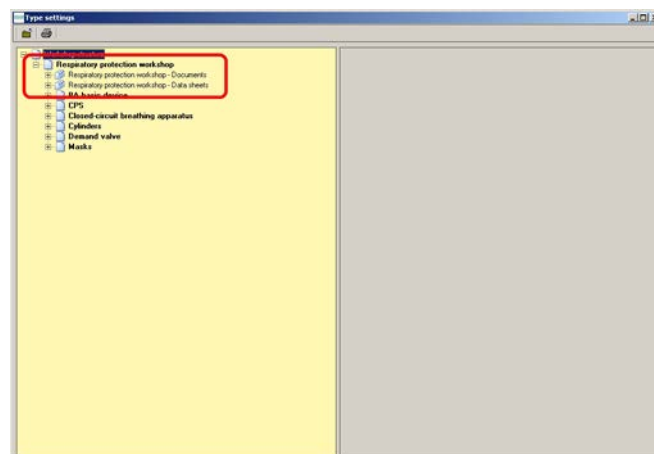 Type settings
Respiratory protection workshop
Respiratory protection workshop - Documents
Respiratory protection workshop - Data sheets
BA basic device
CPS
Closed-circuit breathing apparatus
Cylinders
Demand valve
Masks